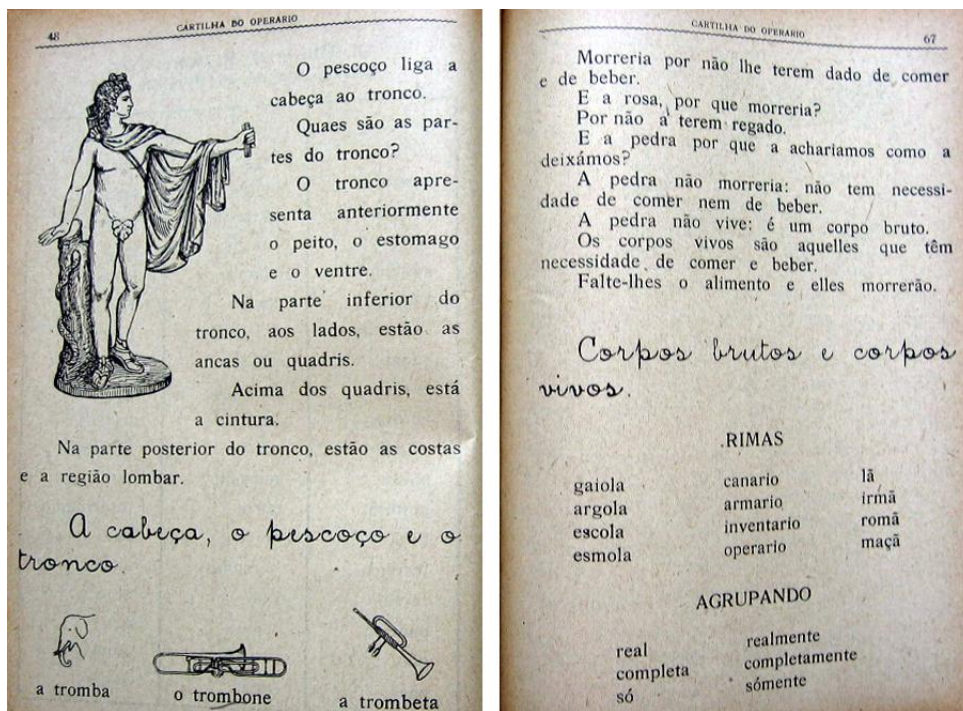 48
CARTILHA DO OPERARIO
O pescoço liga a
cabeça ao tronco.
Quaes são as par-
tes do tronco?
O tronco apre-
senta anteriormente
o peito, o estomago
e o ventre.
Na parte inferior do
tronco, aos lados, estão as
ancas ou quadris.
Acima dos quadris, está
a cintura.
Na parte posterior do tronco, estão as costas
e a região lombar.
A cabeça, o pescoço e o
tronco.
a tromba
o trombone
a trombeta
CARTILHA DO OPERARIO
67
Morreria por não lhe terem dado de comer
e de beber.
E a rosa, por que morreria?
Por não a terem regado.
E a pedra por que a achariamos como a
deixámos?
A pedra não morreria: não tem necessi-
dade de comer nem de beber.
A pedra não vive: é um corpo bruto.
Os corpos vivos são aquelles que têm
necessidade de comer e beber.
Falte-lhes o alimento e elles morrerão.
Corpos brutos e corpos
vivos.
RIMAS
gaiola canario lã
argola armario irmã
escola inventario romã
esmola operario maçã
AGRUPANDO
real realmente
completa completamente
só sómente